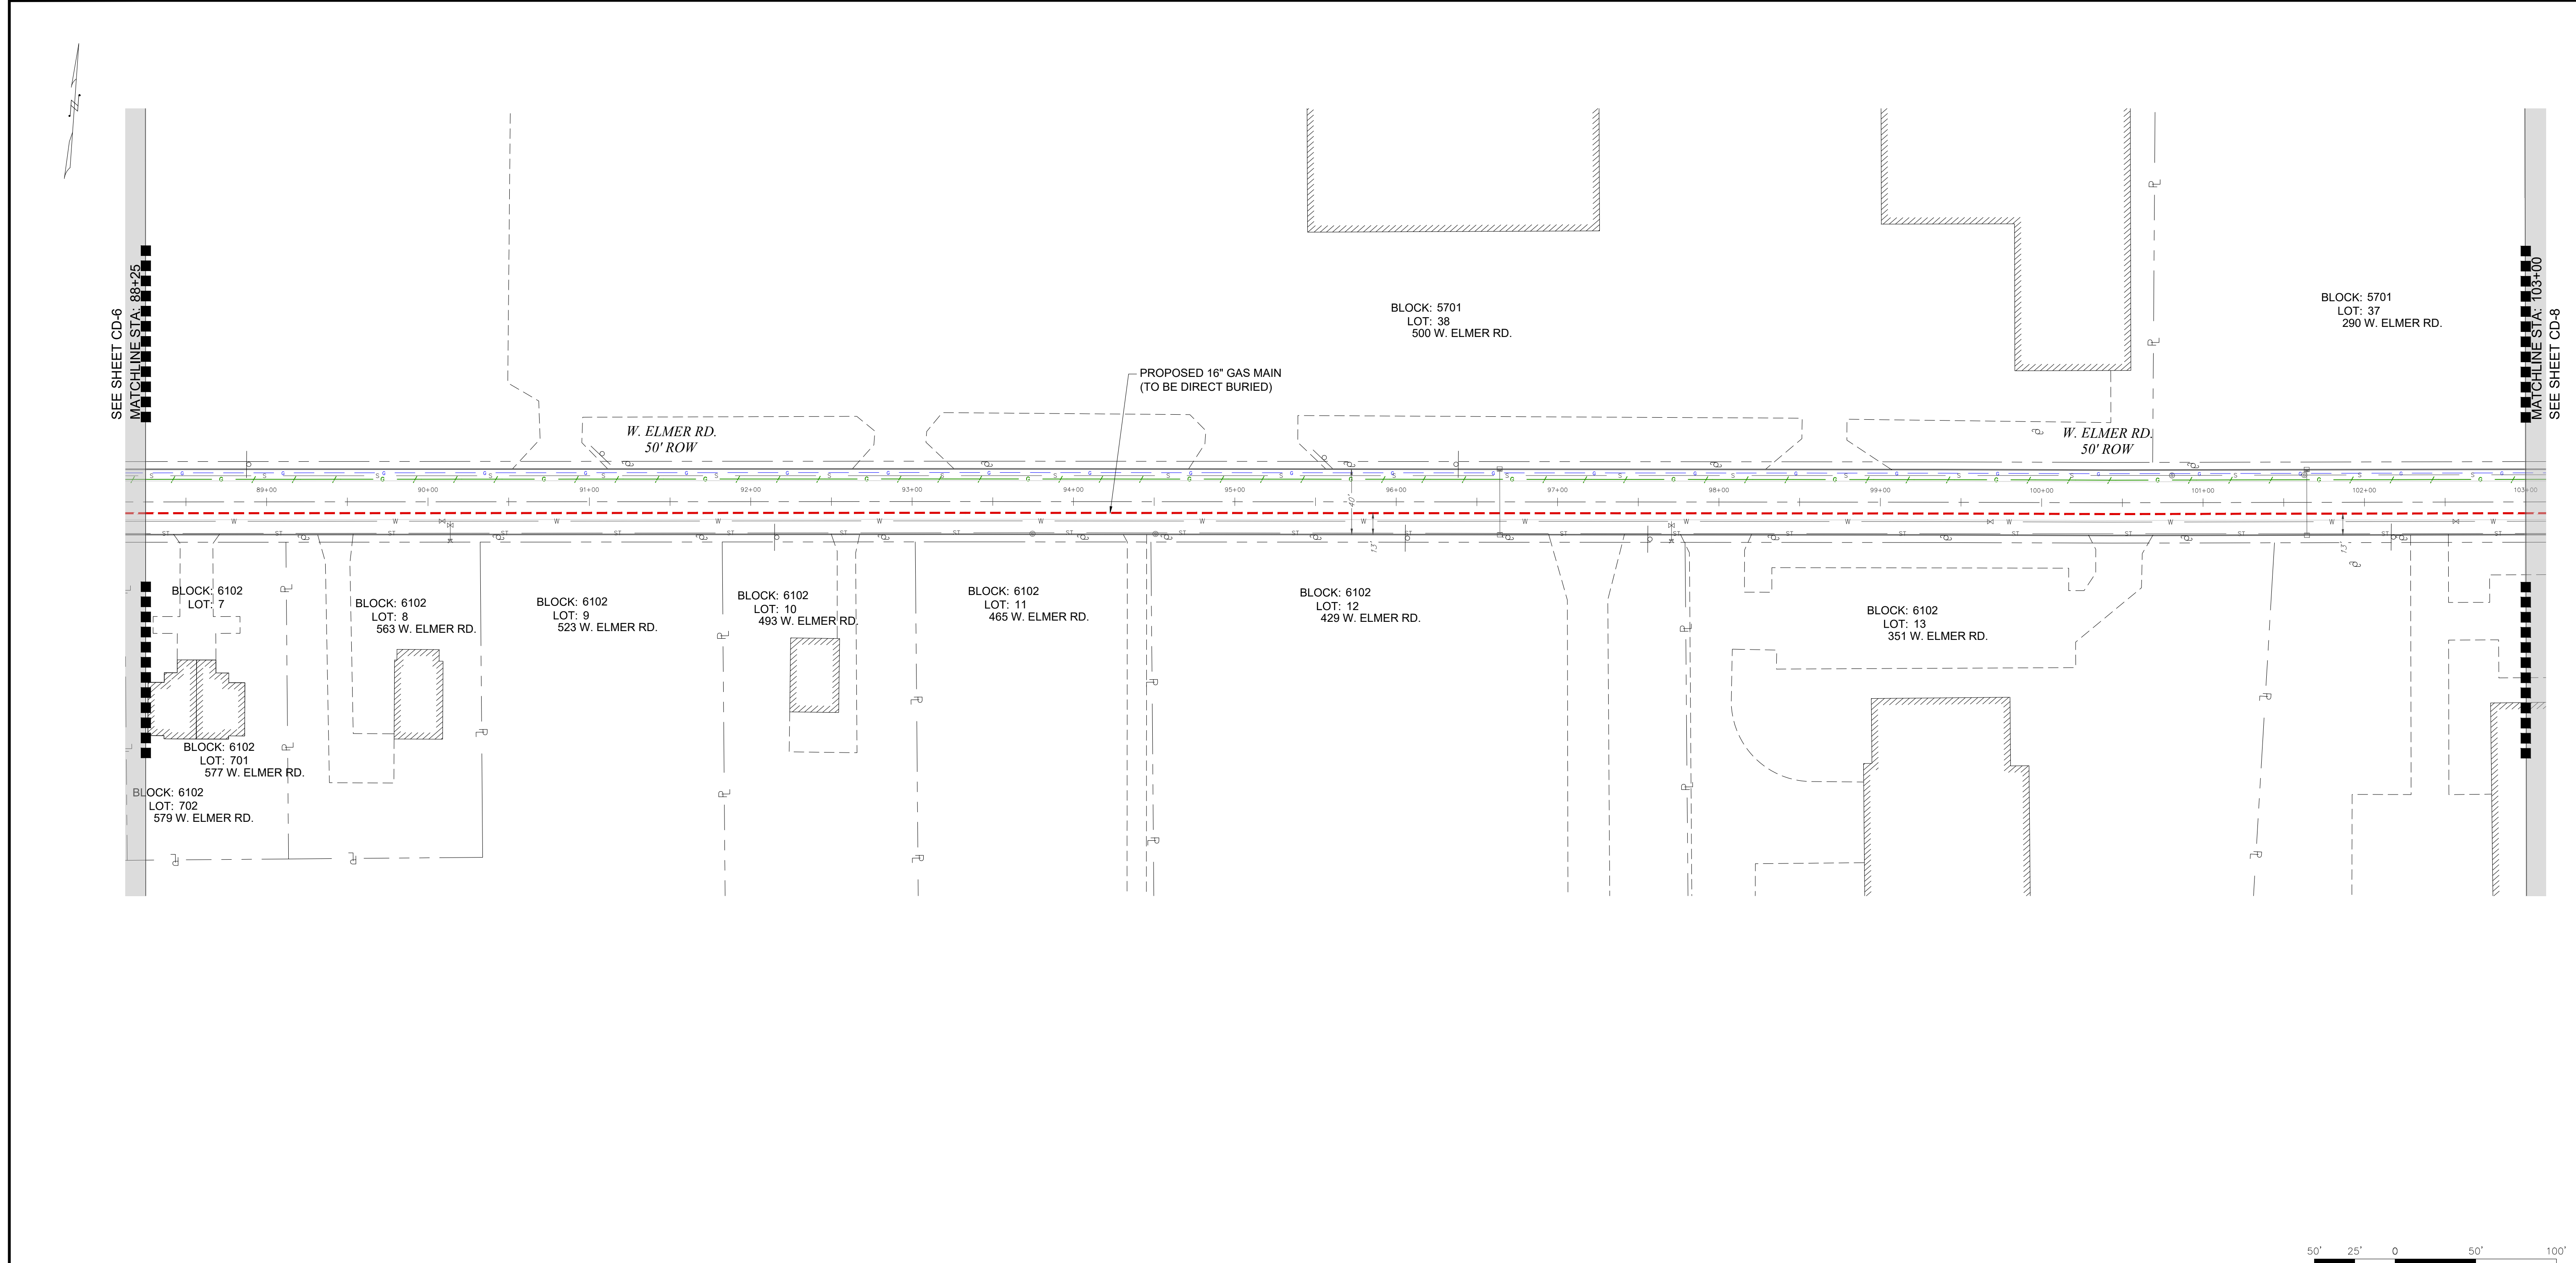 SEE SHEET CD-6
MATCHLINE STA: 88+25
BLOCK: 5701
LOT: 38
500 W. ELMER RD.
BLOCK: 5701
LOT: 37
290 W. ELMER RD.
MATCHLINE STA: 103+00
SEE SHEET CD-8
PROPOSED 16" GAS MAIN
(TO BE DIRECT BURIED)
W. ELMER RD.
50' ROW
W. ELMER RD.
50' ROW
89+00
90+00
91+00
92+00
93+00
94+00
95+00
96+00
97+00
98+00
99+00
100+00
101+00
102+00
103+00
40'
13'
13'
BLOCK: 6102
LOT: 7
BLOCK: 6102
LOT: 8
563 W. ELMER RD.
BLOCK: 6102
LOT: 9
523 W. ELMER RD.
BLOCK: 6102
LOT: 10
493 W. ELMER RD.
BLOCK: 6102
LOT: 11
465 W. ELMER RD.
BLOCK: 6102
LOT: 12
429 W. ELMER RD.
BLOCK: 6102
LOT: 13
351 W. ELMER RD.
BLOCK: 6102
LOT: 701
577 W. ELMER RD.
BLOCK: 6102
LOT: 702
579 W. ELMER RD.
50' 25' 0 50' 100'